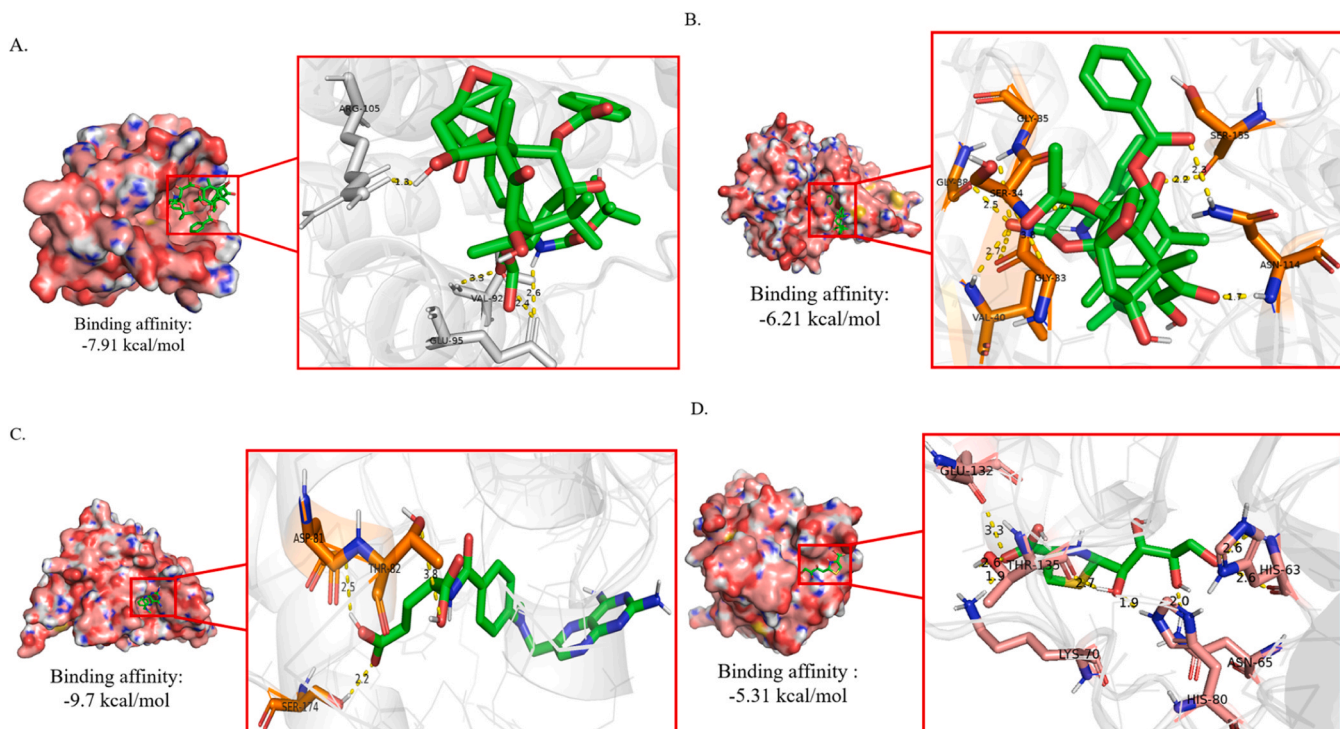 A.
ARG-105
1.3
3.3
VAL-92
2.6
2.4
GLU-95
Binding affinity:
-7.91 kcal/mol
B.
GLY-35
SER-155
GLY-38
SER-34
2.2
2.5
2.7
GLY-33
ASN-114
1.7
VAL-40
Binding affinity:
-6.21 kcal/mol
C.
ASP-81
THR-82
2.5
3.8
2.2
SER-174
Binding affinity:
-9.7 kcal/mol
D.
GLU-132
3.3
2.6
THR-135
1.9
2.7
1.9
2.0
2.6
2.6
HIS-63
LYS-70
ASN-65
HIS-80
Binding affinity :
-5.31 kcal/mol